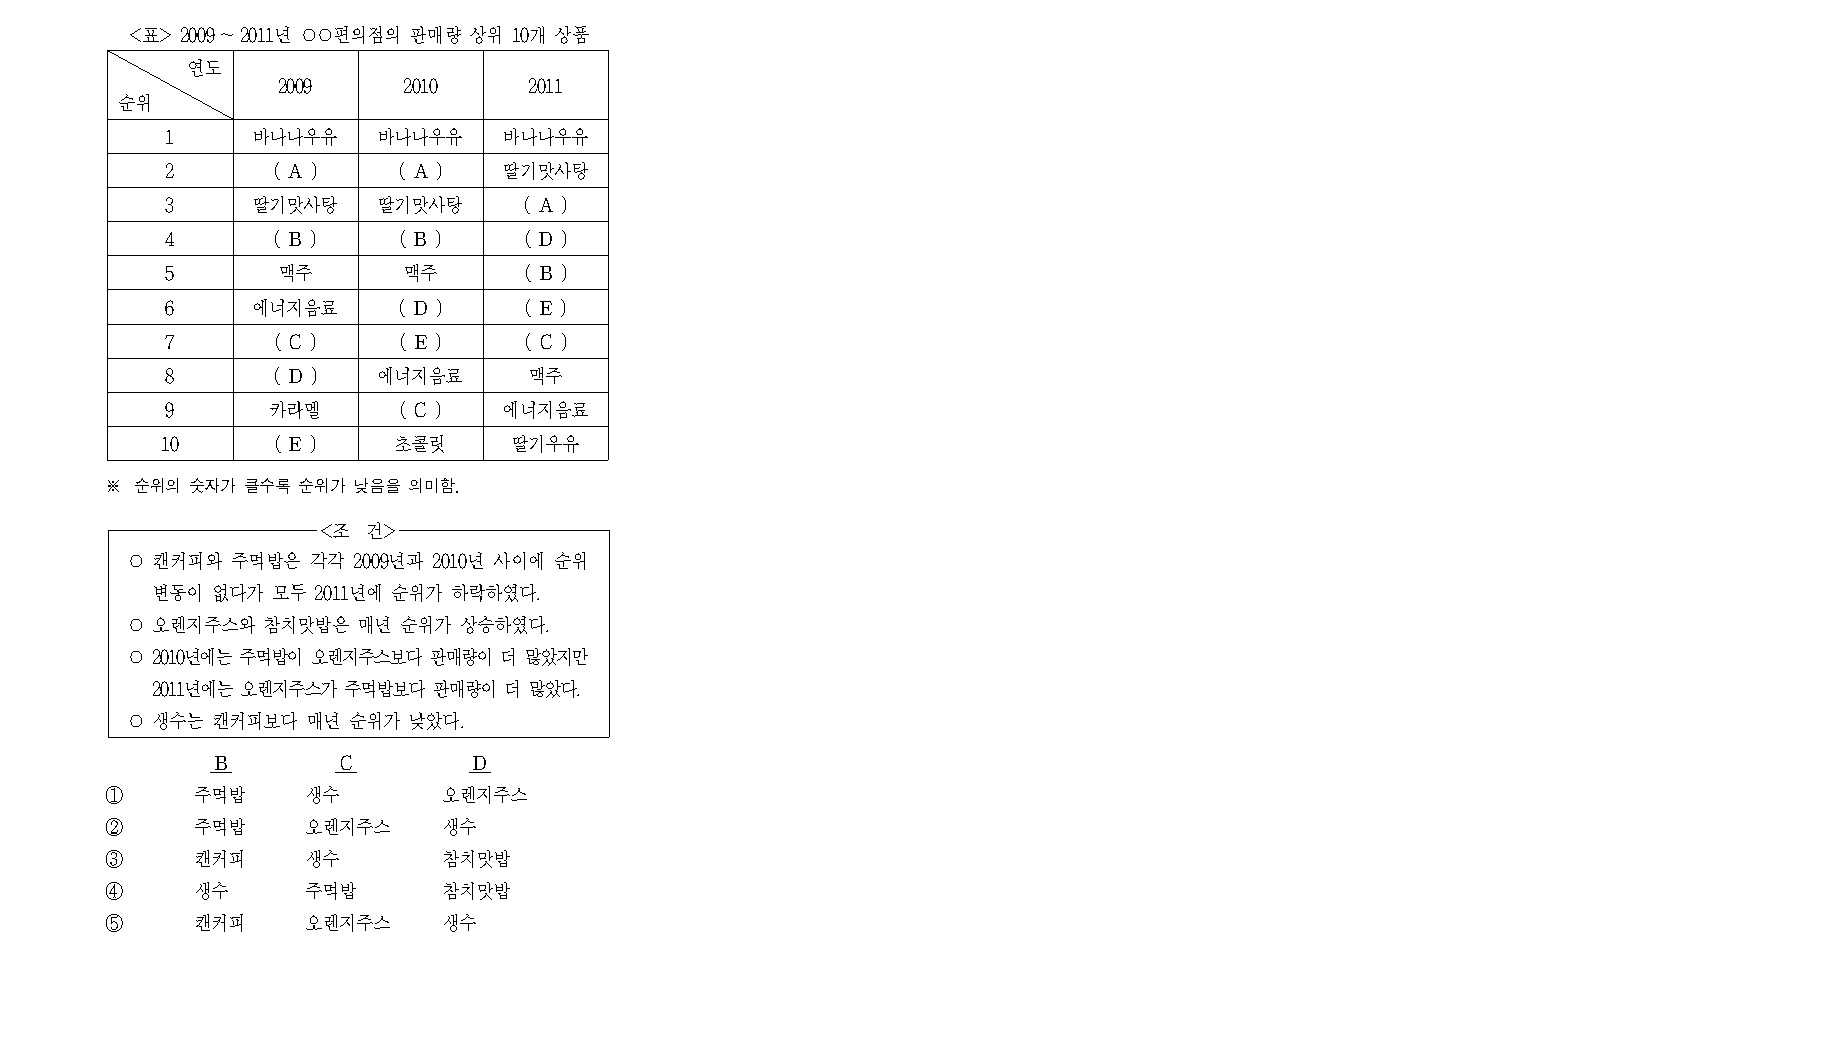 <표> 2009 ~ 2011년 ○○편의점의 판매량 상위 10개 상품
연도
순위 2009 2010 2011
1 바나나우유 바나나우유 바나나우유
2 ( A ) ( A ) 딸기맛사탕
3 딸기맛사탕 딸기맛사탕 ( A )
4 ( B ) ( B ) ( D )
5 맥주 맥주 ( B )
6 에너지음료 ( D ) ( E )
7 ( C ) ( E ) ( C )
8 ( D ) 에너지음료 맥주
9 카라멜 ( C ) 에너지음료
10 ( E ) 초콜릿 딸기우유
※ 순위의 숫자가 클수록 순위가 낮음을 의미함.
<조 건>
○ 캔커피와 주먹밥은 각각 2009년과 2010년 사이에 순위
변동이 없다가 모두 2011년에 순위가 하락하였다.
○ 오렌지주스와 참치맛밥은 매년 순위가 상승하였다.
○ 2010년에는 주먹밥이 오렌지주스보다 판매량이 더 많았지만
2011년에는 오렌지주스가 주먹밥보다 판매량이 더 많았다.
○ 생수는 캔커피보다 매년 순위가 낮았다.
B C D
① 주먹밥 생수 오렌지주스
② 주먹밥 오렌지주스 생수
③ 캔커피 생수 참치맛밥
④ 생수 주먹밥 참치맛밥
⑤ 캔커피 오렌지주스 생수